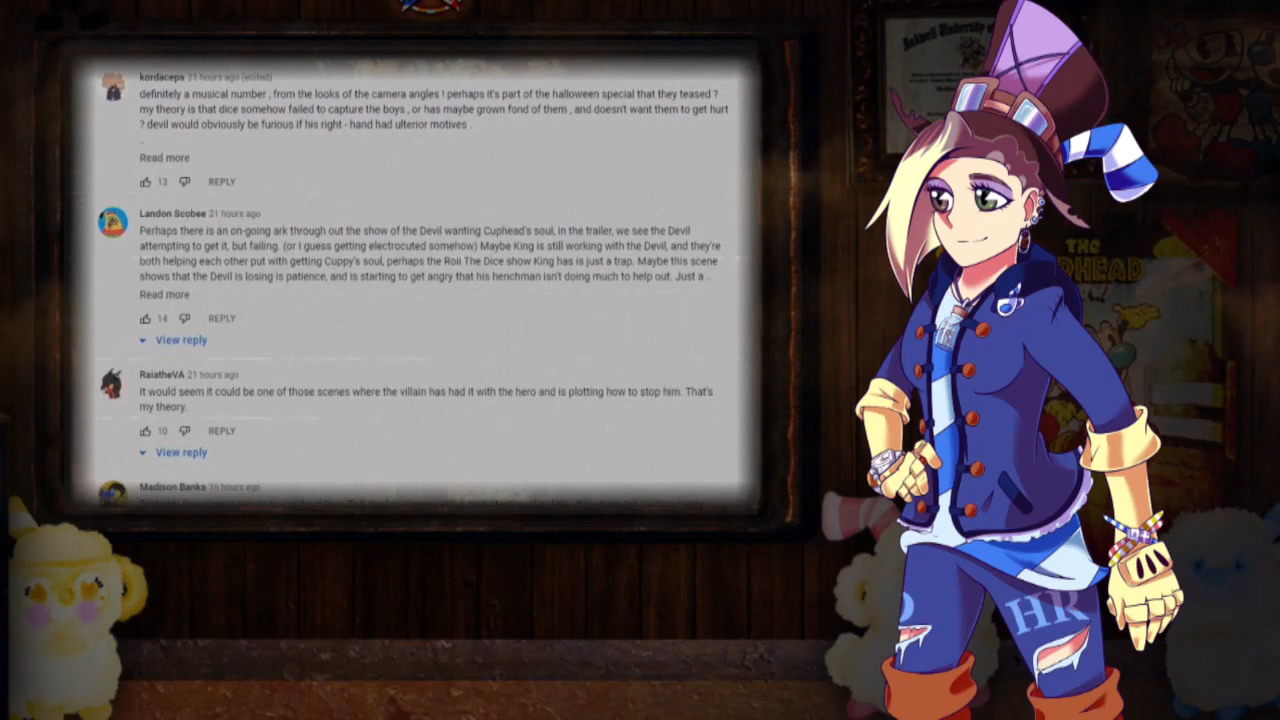 kordaceps 21 hours ago (edited)
definitely a musical number , from the looks of the camera angles ! perhaps it's part of the halloween special that they teased ?
my theory is that dice somehow failed to capture the boys , or has maybe grown fond of them , and doesn't want them to get hurt
? devil would obviously be furious if his right - hand had ulterior motives .
..
Read more
13 REPLY
Landon Scobee 21 hours ago
Perhaps there is an on-going ark through out the show of the Devil wanting Cuphead's soul, in the trailer, we see the Devil
attempting to get it, but failing. (or I guess getting electrocuted somehow) Maybe King is still working with the Devil, and they're
both helping each other put with getting Cuppy's soul, perhaps the Roll The Dice show King has is just a trap. Maybe this scene
shows that the Devil is losing is patience, and is starting to get angry that his henchman isn't doing much to help out. Just a .
Read more
14 REPLY
View reply
RaiatheVA 21 hours ago
It would seem it could be one of those scenes where the villain has had it with the hero and is plotting how to stop him. That's
my theory.
10 REPLY
View reply
Madison Banks 16 hours ago
Inkwell University of
THE
PHEAD
HR